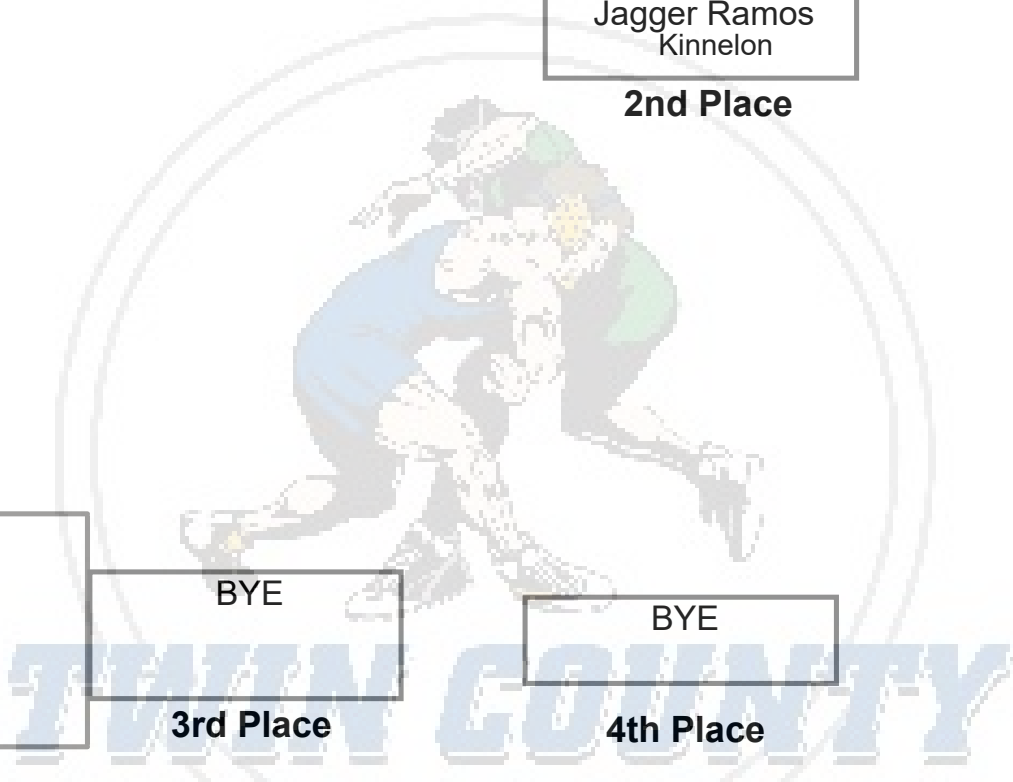 Jagger Ramos
Kinnelon
2nd Place
BYE
BYE
3rd Place
4th Place
TWIN COUNTY